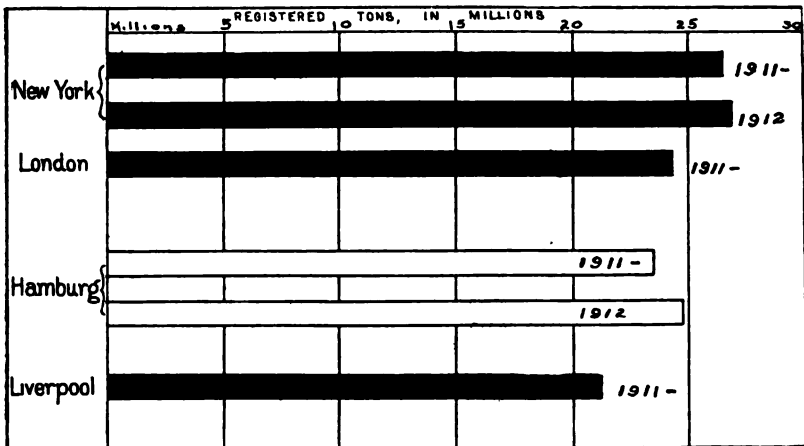 REGISTERED TONS, IN MILLIONS
Millions 5 10 15 20 25 30
New York
1911-
1912
London
1911-
Hamburg
1911-
1912
Liverpool
1911-